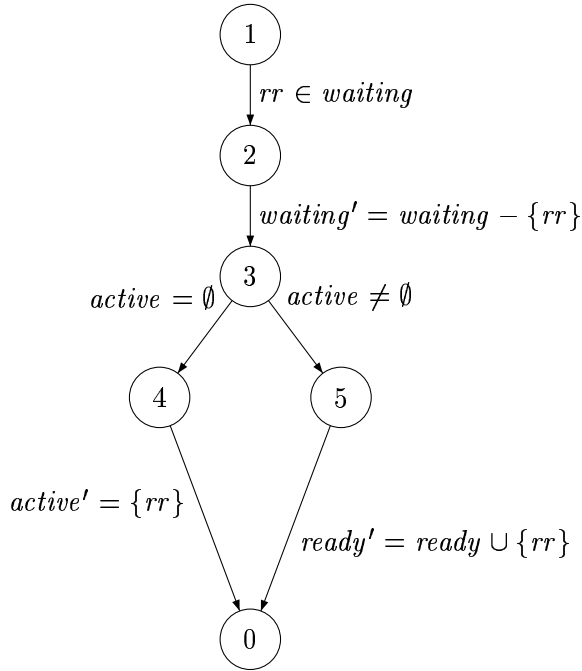 1
rr ∈ waiting
2
waiting′ = waiting − {rr}
3
active = ∅
active ≠ ∅
4
5
active′ = {rr}
ready′ = ready ∪ {rr}
0